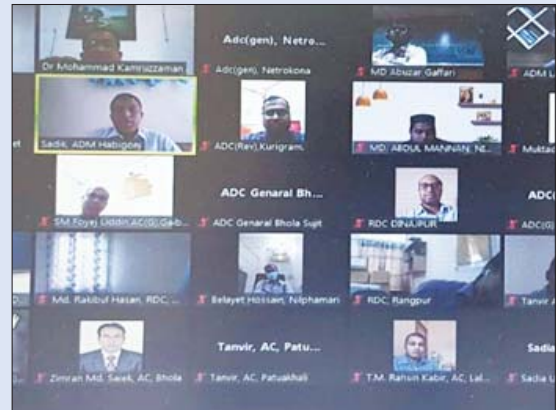 Adc(gen), Netro...
Dr Mohammad Kamruzzaman
Adc(gen), Netrokona
MD Abuzar Gaffari
ADM
Sadik, ADM Habigonj
ADC(Rev),Kurigram.
MD. ABDUL MANNAN,
ADC Genaral Bh...
ADC(
SM Foyej Uddin AC(G) Gaib...
ADC Genaral Bhola Sujit
RDC DINAJPUR
ADC(G)
Md. Rakibul Hasan, RDC, ...
Belayet Hossain, Nilphamari
RDC, Rangpur
Tanvir
Tanvir, AC, Patu...
Sadia
Zimran Md. Saiek, AC, Bhola
Tanvir, AC, Patuakhali
T.M. Rahsin Kabir, AC, Lal...
Sadia